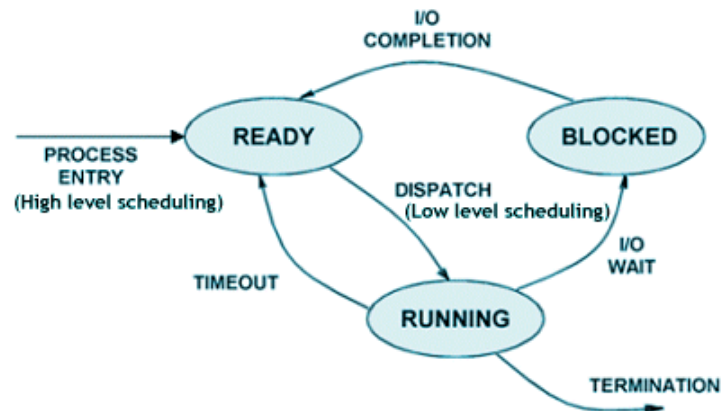 I/O
COMPLETION
READY
BLOCKED
PROCESS
ENTRY
(High level scheduling)
DISPATCH
(Low level scheduling)
I/O
WAIT
TIMEOUT
RUNNING
TERMINATION